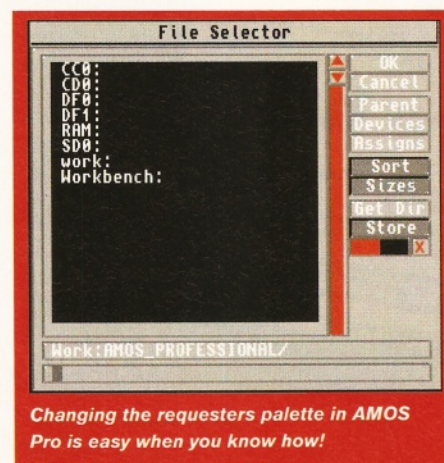 File Selector
CC0:
CD0:
DF0:
DF1:
RAM:
SD0:
work:
Workbench:
OK
Cancel
Parent
Devices
Assigns
Sort
Sizes
Get Dir
Store
X
Work:AMOS_PROFESSIONAL/
Changing the requesters palette in AMOS
Pro is easy when you know how!